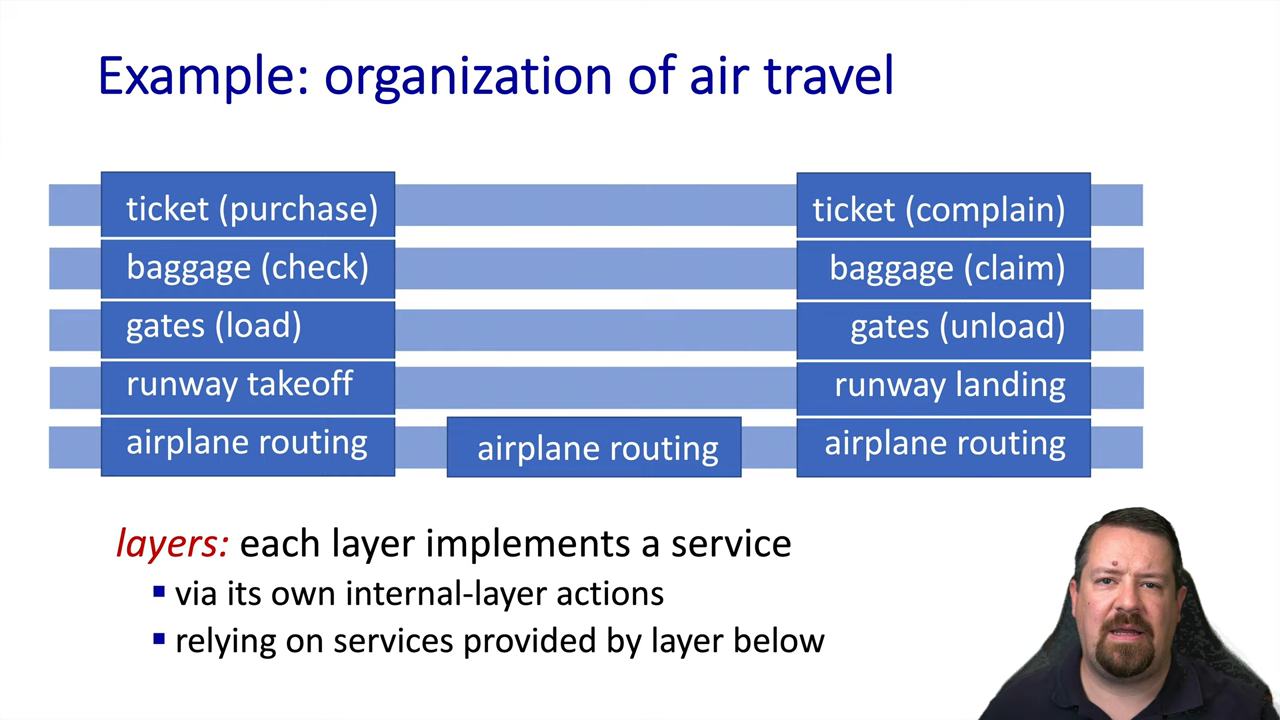 Example: organization of air travel
ticket (purchase)
ticket (complain)
baggage (check)
baggage (claim)
gates (load)
gates (unload)
runway takeoff
runway landing
airplane routing
airplane routing
airplane routing
layers: each layer implements a service
via its own internal-layer actions
relying on services provided by layer below